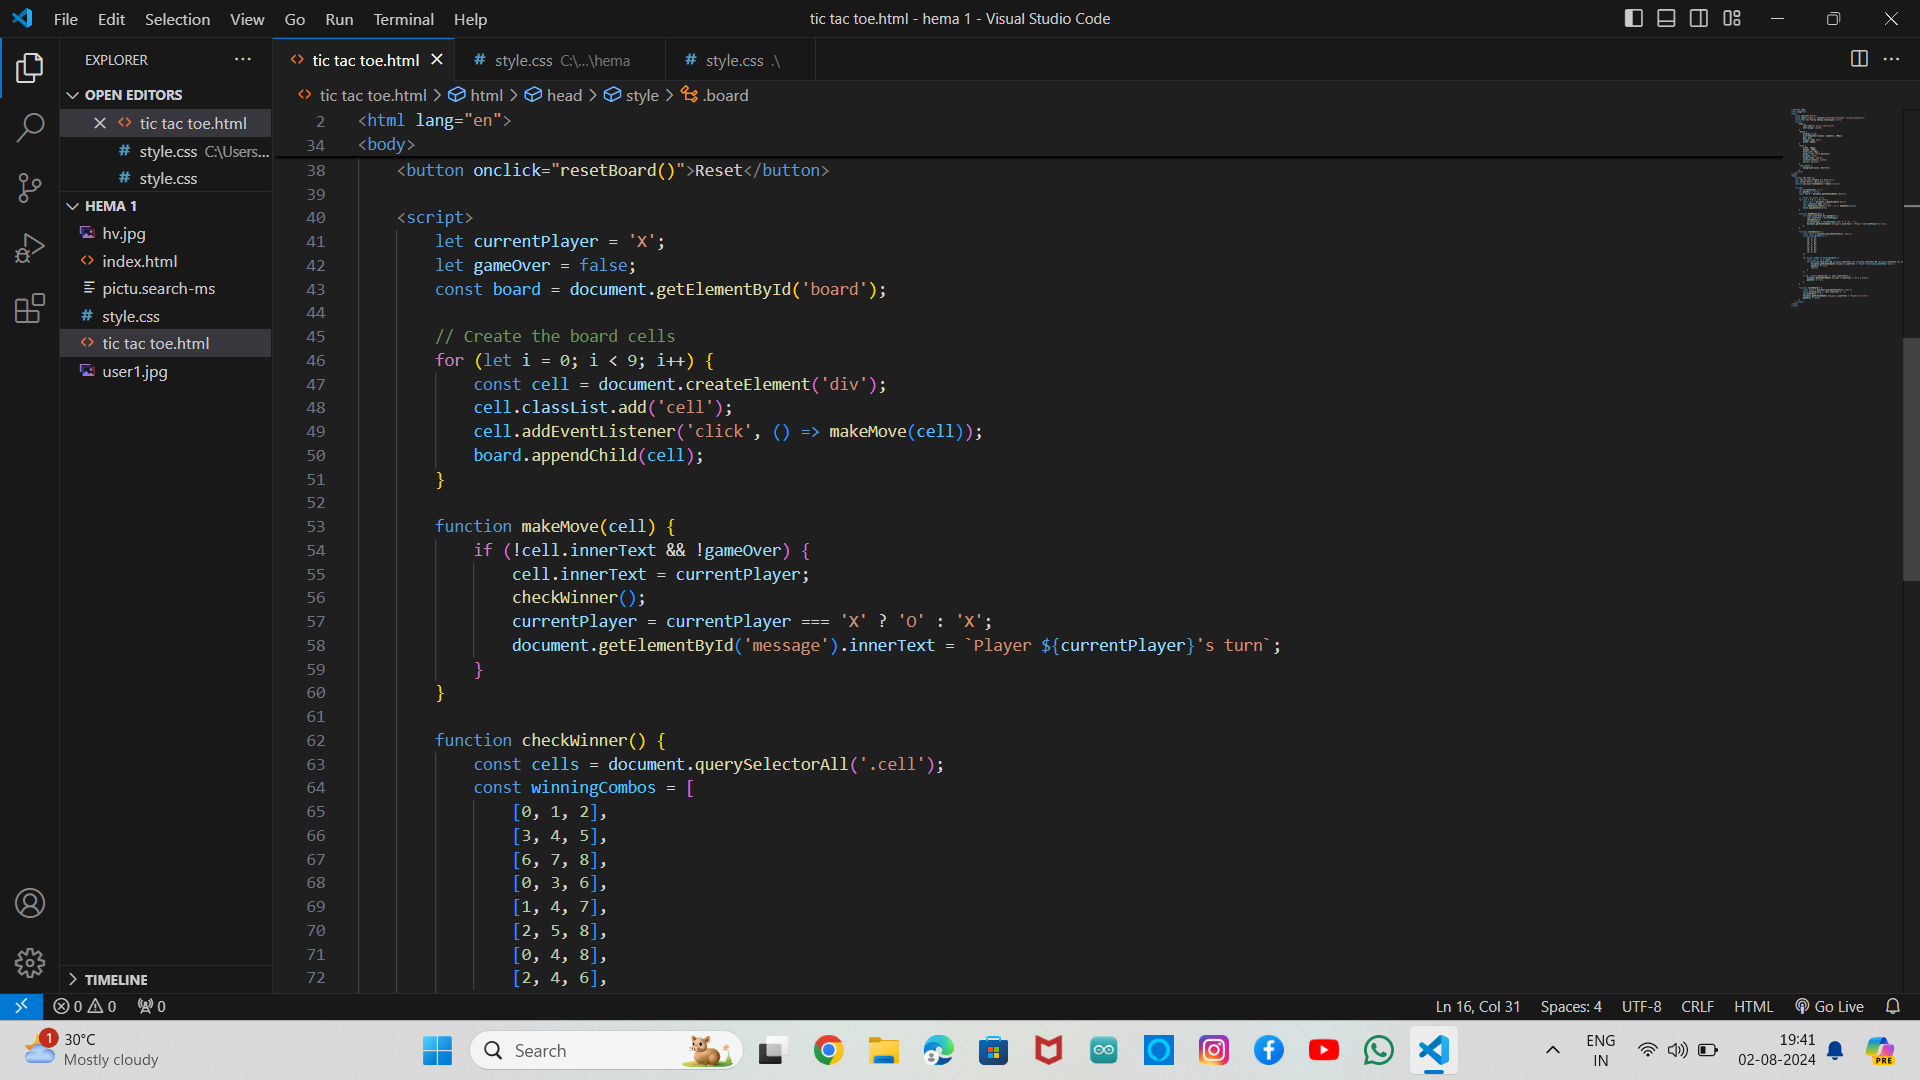 File Edit Selection View Go Run Terminal Help
tic tac toe.html - hema 1 - Visual Studio Code
EXPLORER
OPEN EDITORS
tic tac toe.html
style.css C:\Users...
style.css
HEMA 1
hv.jpg
index.html
pictu.search-ms
style.css
tic tac toe.html
user1.jpg
TIMELINE
tic tac toe.html
style.css C:\...\hema
style.css .\
tic tac toe.html > html > head > style > .board
2 <html lang="en">
34 <body>
38 <button onclick="resetBoard()">Reset</button>
39
40 <script>
41 let currentPlayer = 'X';
42 let gameOver = false;
43 const board = document.getElementById('board');
44
45 // Create the board cells
46 for (let i = 0; i < 9; i++) {
47 const cell = document.createElement('div');
48 cell.classList.add('cell');
49 cell.addEventListener('click', () => makeMove(cell));
50 board.appendChild(cell);
51 }
52
53 function makeMove(cell) {
54 if (!cell.innerText && !gameOver) {
55 cell.innerText = currentPlayer;
56 checkWinner();
57 currentPlayer = currentPlayer === 'X' ? 'O' : 'X';
58 document.getElementById('message').innerText = `Player ${currentPlayer}'s turn`;
59 }
60 }
61
62 function checkWinner() {
63 const cells = document.querySelectorAll('.cell');
64 const winningCombos = [
65 [0, 1, 2],
66 [3, 4, 5],
67 [6, 7, 8],
68 [0, 3, 6],
69 [1, 4, 7],
70 [2, 5, 8],
71 [0, 4, 8],
72 [2, 4, 6],
0 0 0
Ln 16, Col 31 Spaces: 4 UTF-8 CRLF HTML Go Live
1
30°C
Mostly cloudy
Search
ENG
IN
19:41
02-08-2024
PRE